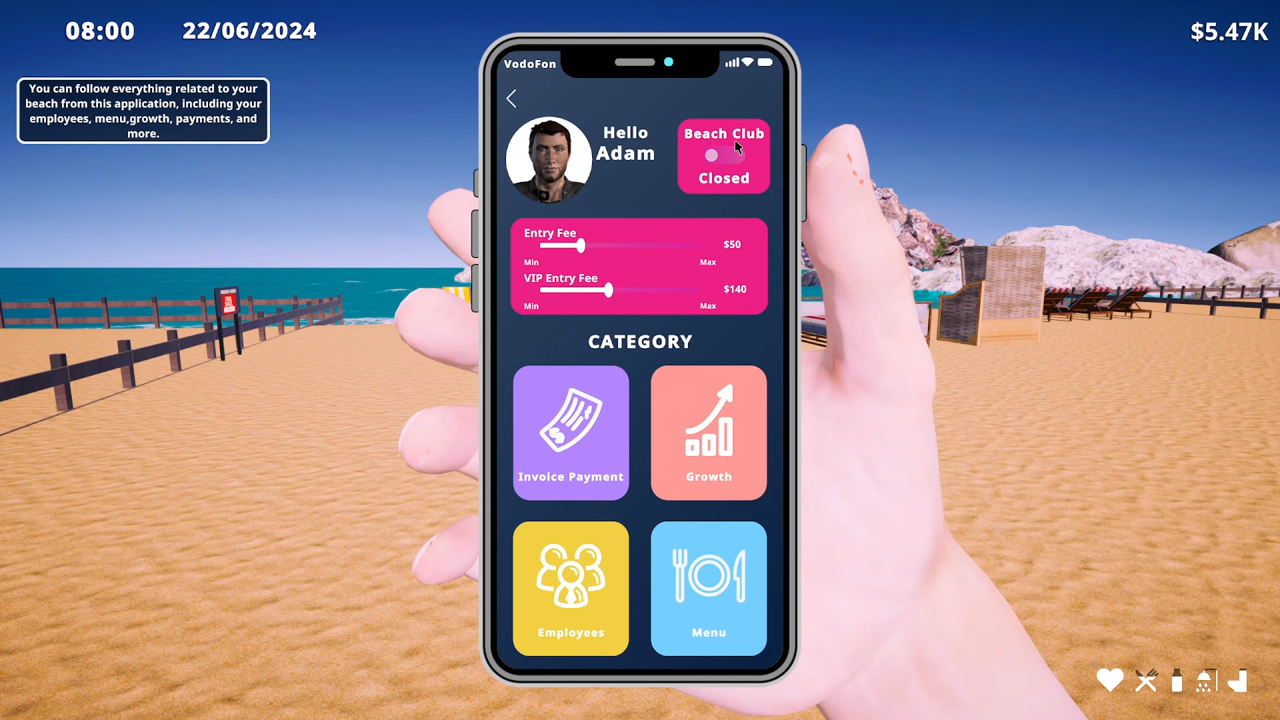 08:00
22/06/2024
$5.47K
You can follow everything related to your
beach from this application, including your
employees, menu,growth, payments, and
more.
VodoFon
Hello
Adam
Beach Club
Closed
Entry Fee
$50
Min
Max
VIP Entry Fee
$140
Min
Max
CATEGORY
Invoice Payment
Growth
Employees
Menu